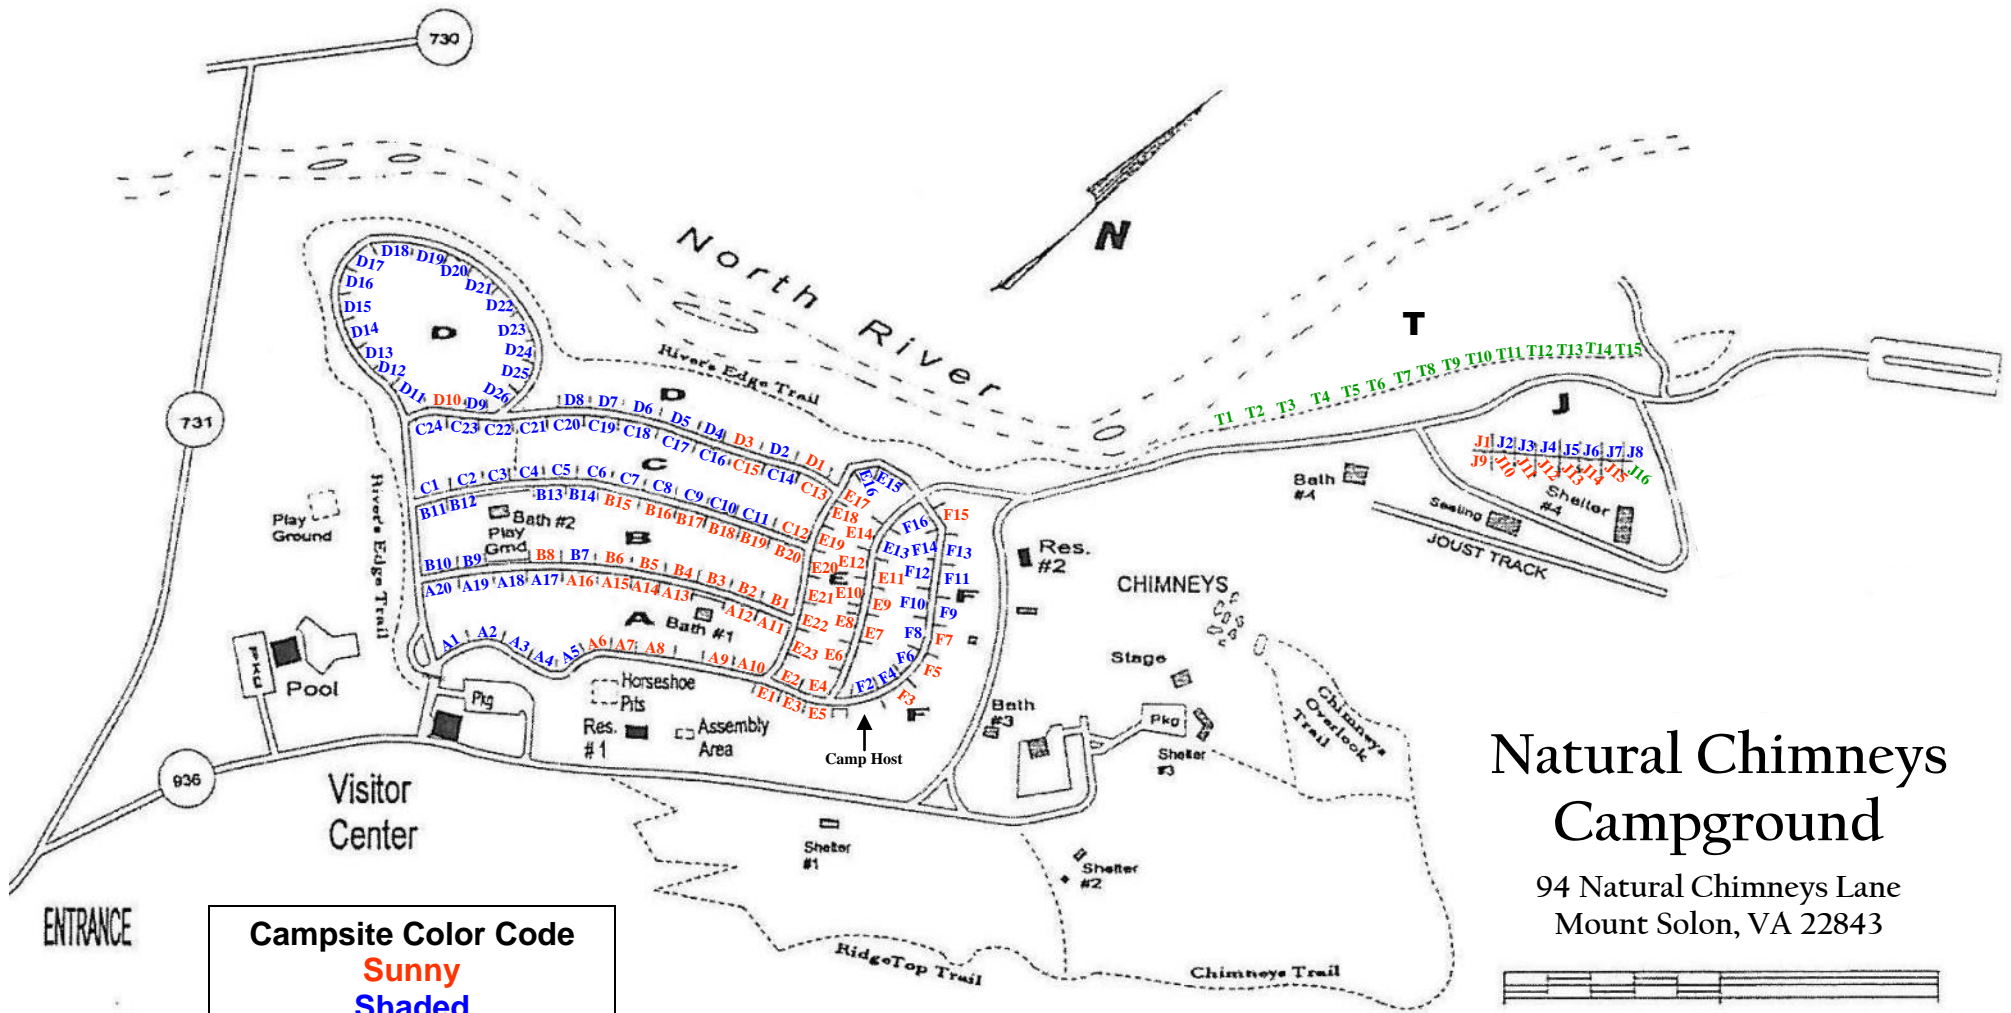 730
North River
N
D18
D19
D17
D20
D16
D21
D22
D15
D14
D
D23
D13
D24
D12
D25
D11
D10
D9
D26
River's Edge Trail
T
T1 T2 T3 T4 T5 T6 T7 T8 T9 T10 T11 T12 T13 T14 T15
731
D
D8 D7 D6 D5 D4 D3 D2 D1
C24 C23 C22 C21 C20 C19 C18 C17 C16 C15 C14 C13
C
C1 C2 C3 C4 C5 C6 C7 C8 C9 C10 C11 C12
B11 B12 B13 B14 B15 B16 B17 B18 B19 B20
Bath #2
Play
Grnd
B
B10 B9 B8 B7 B6 B5 B4 B3 B2 B1
A20 A19 A18 A17 A16 A15 A14 A13 A12 A11
A
Bath #1
A1 A2 A3 A4 A5 A6 A7 A8 A9 A10
E16 E15
E17
E18
E14
E19
E13
E12
E20
E
E11
E21
E10
E9
E22
E8
E7
E23
E6
E2
E4
E1 E3 E5
F15
F16
F14
F13
F12
F11
F
F10
F9
F8
F7
F6
F5
F4
F2
F3
F
Camp Host
J
J1 J2 J3 J4 J5 J6 J7 J8
J9 J10 J11 J12 J13 J14 J15 J16
Bath
#4
Shelter
#4
Seating
JOUST TRACK
Res.
#2
CHIMNEYS
Play
Ground
River's Edge Trail
Pkg
Pool
Pkg
Horseshoe
Pits
Res.
#1
Assembly
Area
Stage
Bath
#3
Pkg
Shelter
#3
Chimneys
Overlook
Trail
936
Visitor
Center
Shelter
#1
Shelter
#2
RidgeTop Trail
Chimneys Trail
ENTRANCE
Campsite Color Code
Sunny
Shaded
Natural Chimneys
Campground
94 Natural Chimneys Lane
Mount Solon, VA 22843